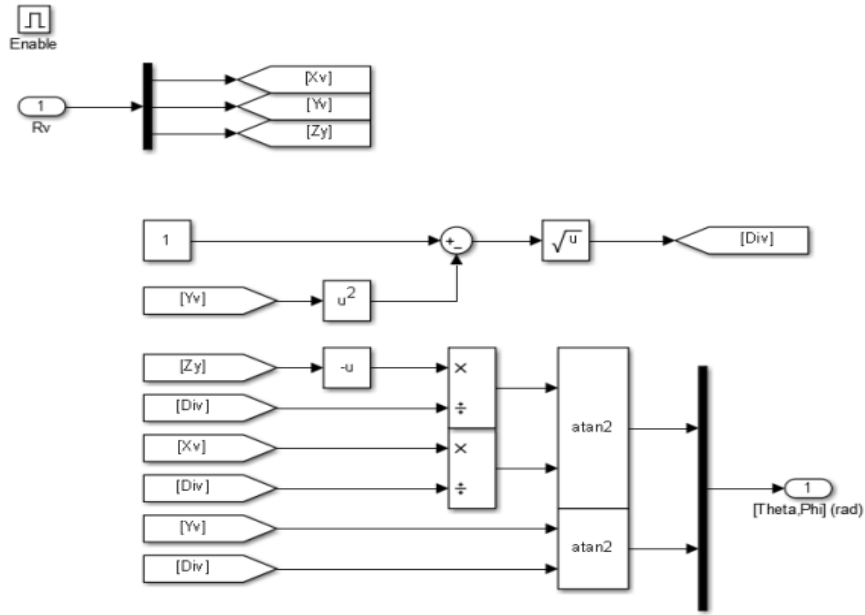 Enable
[Xv]
1
[Yv]
Rv
[Zy]
1
+
−
√u
[Div]
[Yv]
u²
[Zy]
-u
×
[Div]
÷
atan2
[Xv]
×
[Div]
÷
1
[Theta,Phi] (rad)
[Yv]
atan2
[Div]